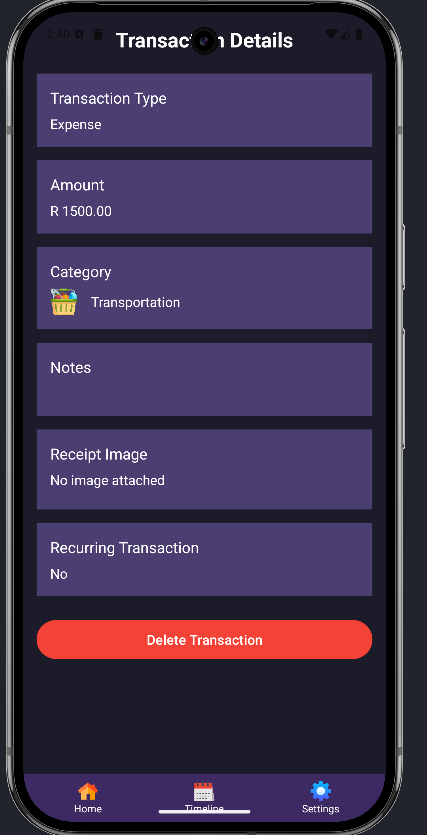 2:40
Transac n Details
Transaction Type
Expense
Amount
R 1500.00
Category
Transportation
Notes
Receipt Image
No image attached
Recurring Transaction
No
Delete Transaction
Home
Timeline
Settings